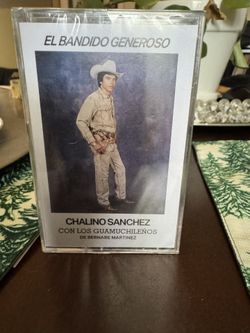 EL BANDIDO GENEROSO
CHALINO SANCHEZ
CON LOS GUAMUCHILEÑOS
DE BERNABE MARTINEZ